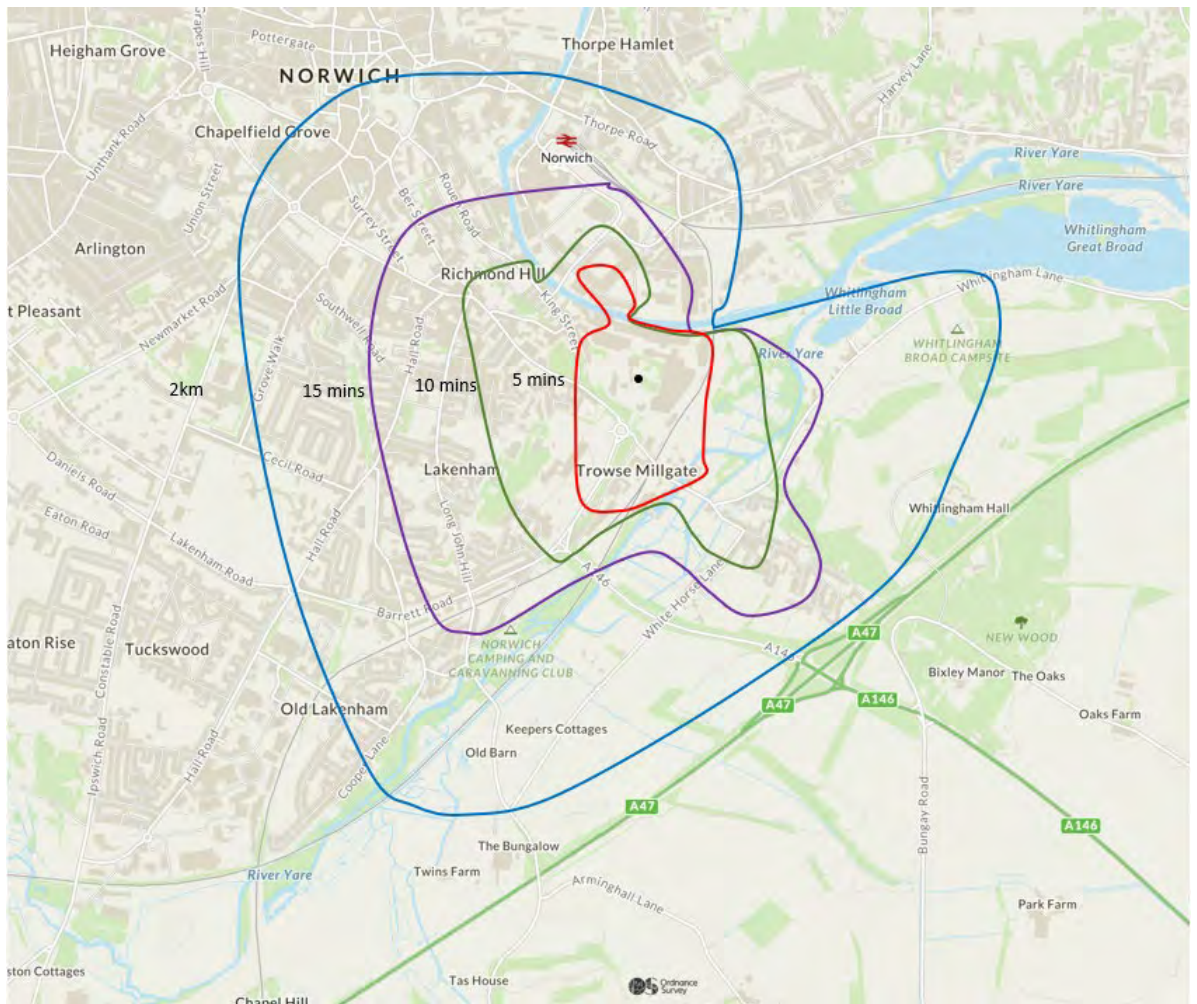 Grapes Hill
Pottergate
Thorpe Hamlet
Heigham Grove
NORWICH
Harvey Lane
Chapelfield Grove
Thorpe Road
Unthank Road
Norwich
River Yare
River Yare
Union Street
Rouen Road
Ber Street
Surrey Street
Whitlingham
Great Broad
Arlington
Richmond Hill
Whitlingham Lane
Whitlingham
Little Broad
King Street
t Pleasant
Newmarket Road
Southwell Road
Hall Road
WHITLINGHAM
BROAD CAMPSITE
River Yare
Grove Walk
2km
15 mins
10 mins
5 mins
Lakenham
Trowse Millgate
Cecil Road
Daniels Road
Whitlingham Hall
Eaton Road
Hall Road
Long John Hill
Lakenham Road
A146
White Horse Lane
Barrett Road
A47
NEW WOOD
aton Rise
Tuckswood
Constable Road
NORWICH
CAMPING AND
CARAVANNING CLUB
A146
Bixley Manor
The Oaks
A47
A146
Old Lakenham
Oaks Farm
Keepers Cottages
Ipswich Road
Hall Road
Cooper Lane
Old Barn
A47
A146
Bungay Road
The Bungalow
River Yare
Twins Farm
Arminghall Lane
Park Farm
ston Cottages
Tas House
Ordnance
Survey
Chapel Hill